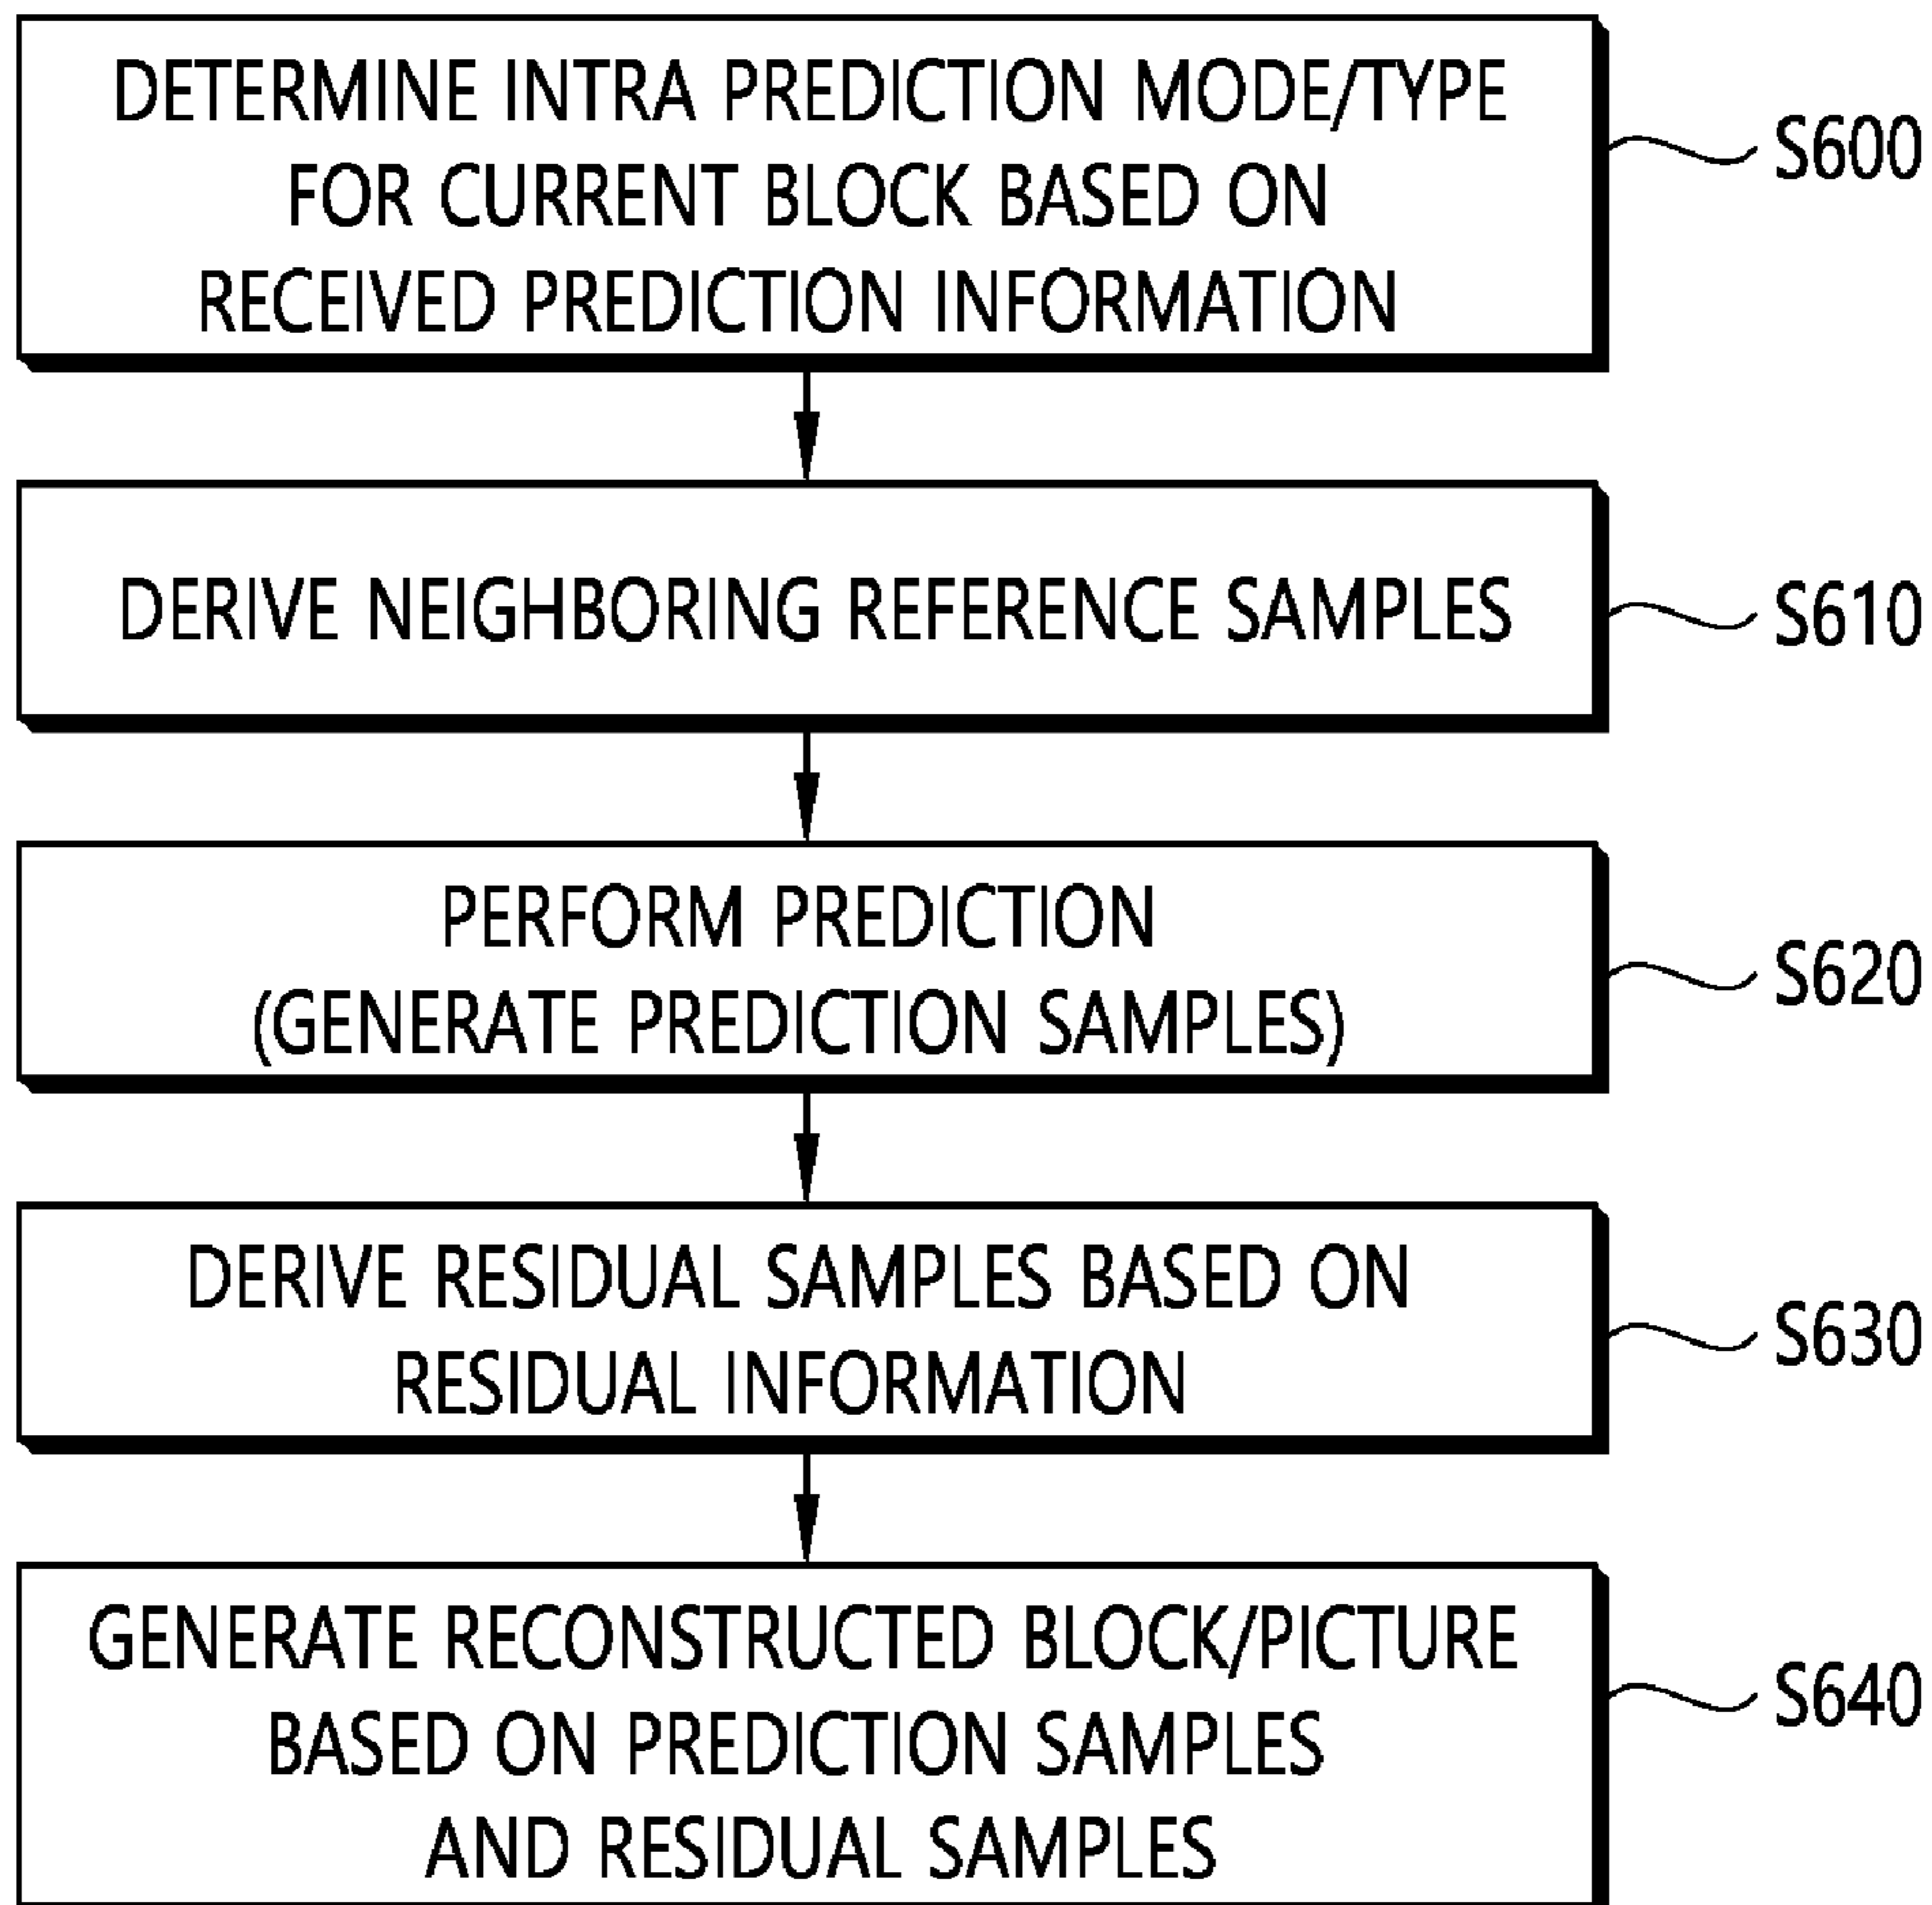 DETERMINE INTRA PREDICTION MODE/TYPE
FOR CURRENT BLOCK BASED ON
RECEIVED PREDICTION INFORMATION
S600
DERIVE NEIGHBORING REFERENCE SAMPLES
S610
PERFORM PREDICTION
(GENERATE PREDICTION SAMPLES)
S620
DERIVE RESIDUAL SAMPLES BASED ON
RESIDUAL INFORMATION
S630
GENERATE RECONSTRUCTED BLOCK/PICTURE
BASED ON PREDICTION SAMPLES
AND RESIDUAL SAMPLES
S640